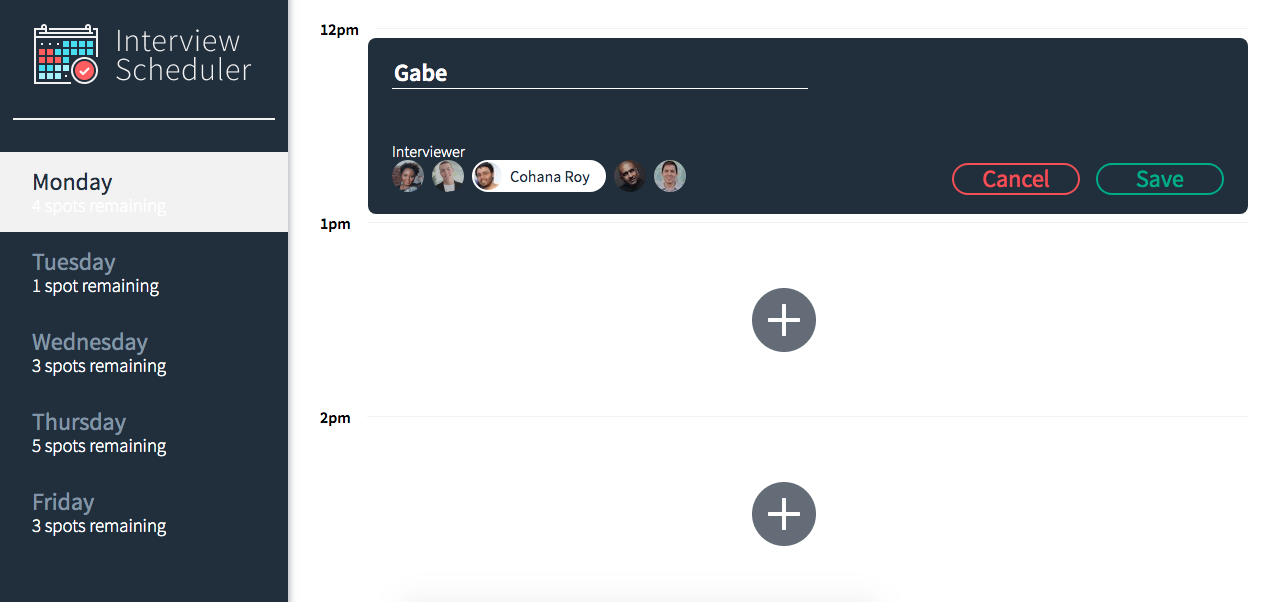 Interview
Scheduler
Monday
4 spots remaining
Tuesday
1 spot remaining
Wednesday
3 spots remaining
Thursday
5 spots remaining
Friday
3 spots remaining
12pm
Gabe
Interviewer
Cohana Roy
Cancel
Save
1pm
2pm